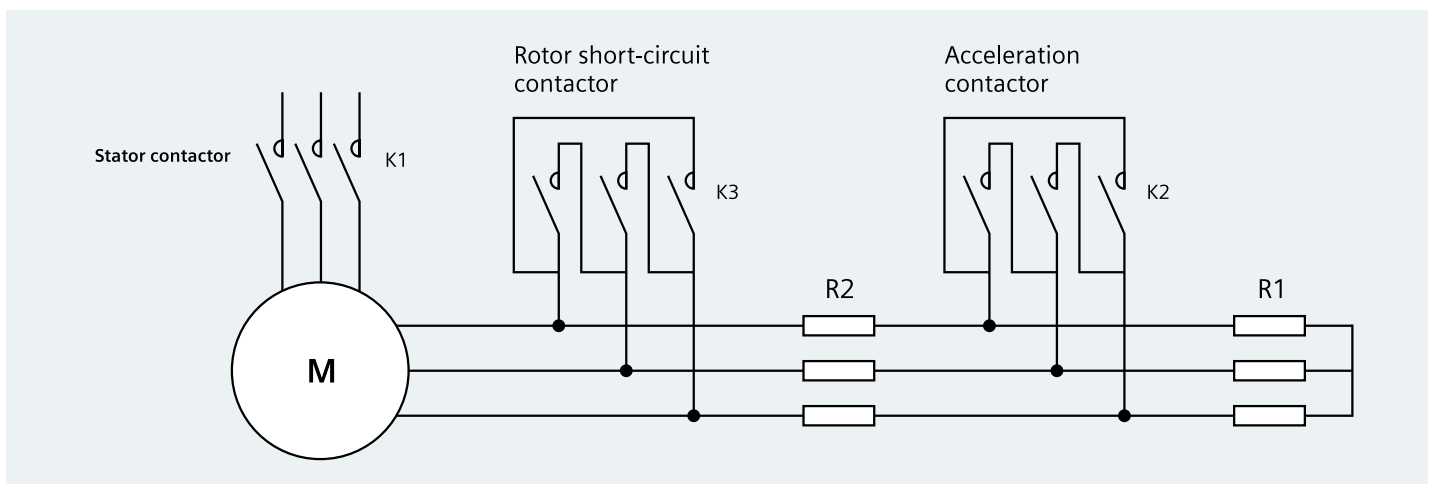 Rotor short-circuit
contactor
Acceleration
contactor
Stator contactor
K1
K3
K2
R2
R1
M